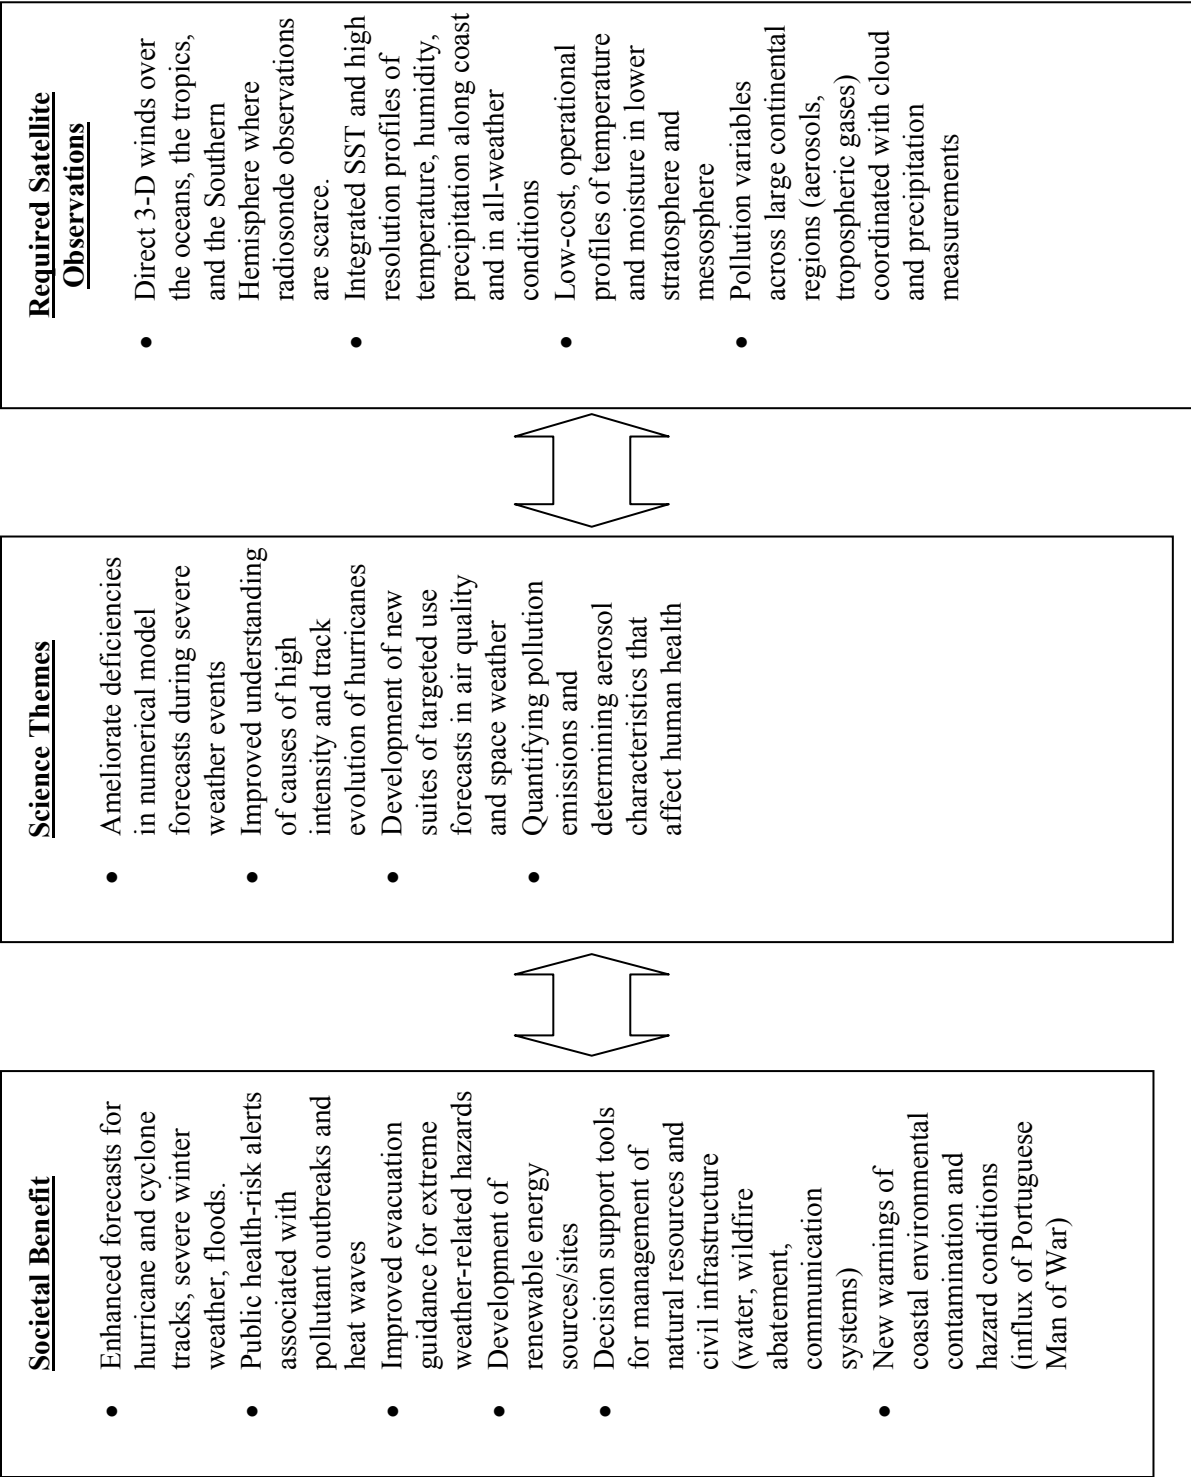 Societal Benefit
• Enhanced forecasts for
hurricane and cyclone
tracks, severe winter
weather, floods.
• Public health-risk alerts
associated with
pollutant outbreaks and
heat waves
• Improved evacuation
guidance for extreme
weather-related hazards
• Development of
renewable energy
sources/sites
• Decision support tools
for management of
natural resources and
civil infrastructure
(water, wildfire
abatement,
communication
systems)
• New warnings of
coastal environmental
contamination and
hazard conditions
(influx of Portuguese
Man of War)
Science Themes
• Ameliorate deficiencies
in numerical model
forecasts during severe
weather events
• Improved understanding
of causes of high
intensity and track
evolution of hurricanes
• Development of new
suites of targeted use
forecasts in air quality
and space weather
• Quantifying pollution
emissions and
determining aerosol
characteristics that
affect human health
Required Satellite
Observations
• Direct 3-D winds over
the oceans, the tropics,
and the Southern
Hemisphere where
radiosonde observations
are scarce.
• Integrated SST and high
resolution profiles of
temperature, humidity,
precipitation along coast
and in all-weather
conditions
• Low-cost, operational
profiles of temperature
and moisture in lower
stratosphere and
mesosphere
• Pollution variables
across large continental
regions (aerosols,
tropospheric gases)
coordinated with cloud
and precipitation
measurements